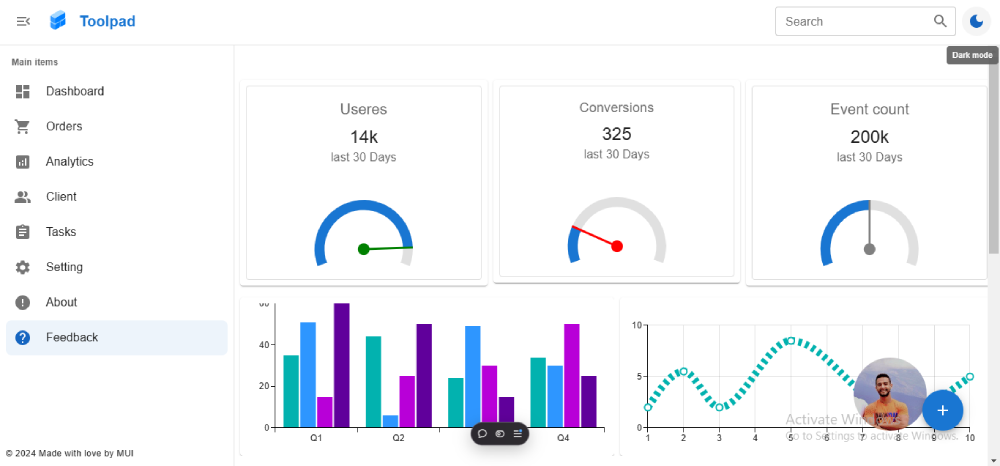 Toolpad
Search
Dark mode
Main items
Dashboard
Orders
Analytics
Client
Tasks
Setting
About
Feedback
© 2024 Made with love by MUI
Useres
14k
last 30 Days
Conversions
325
last 30 Days
Event count
200k
last 30 Days
60
40
20
0
Q1 Q2 Q4
10
5
0
1 2 3 4 5 6 7 8 9 10
Activate Windows
Go to Settings to activate Windows.